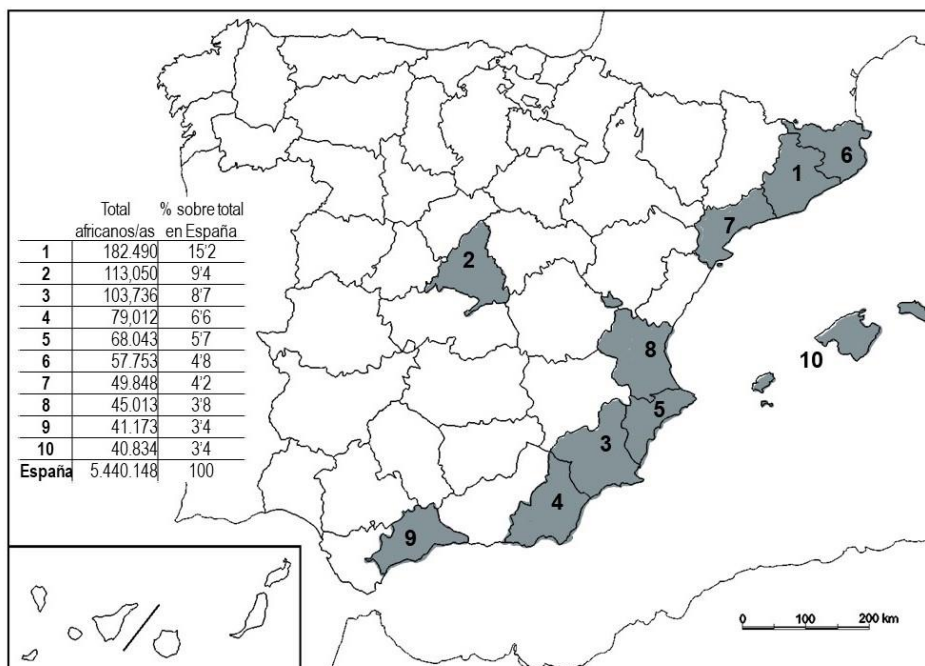 Total % sobre total
africanos/as en España
1 182.490 15'2
2 113,050 9'4
3 103,736 8'7
4 79,012 6'6
5 68.043 5'7
6 57.753 4'8
7 49.848 4'2
8 45.013 3'8
9 41.173 3'4
10 40.834 3'4
España 5.440.148 100
6
1
7
2
8
10
5
3
4
9
0 100 200 km